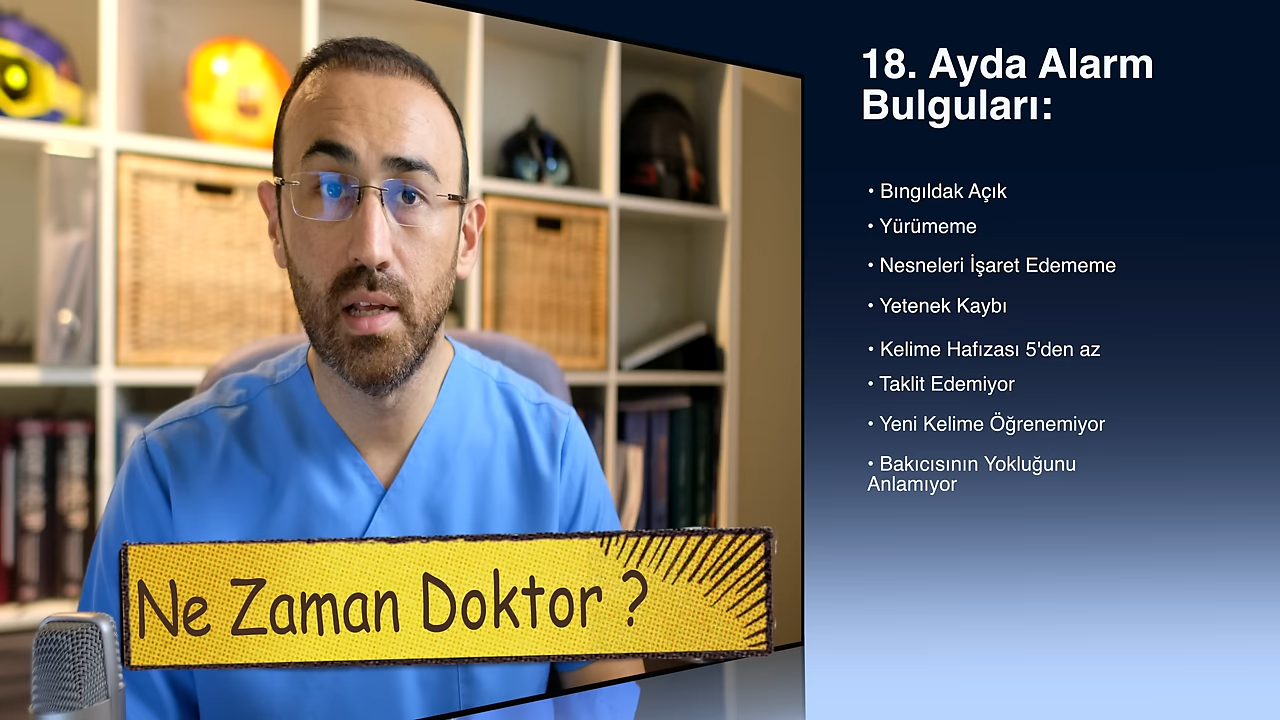 18. Ayda Alarm
Bulguları:
• Bıngıldak Açık
• Yürümeme
• Nesneleri İşaret Edememe
• Yetenek Kaybı
• Kelime Hafızası 5'den az
• Taklit Edemiyor
• Yeni Kelime Öğrenemiyor
• Bakıcısının Yokluğunu
Anlamıyor
Ne Zaman Doktor ?